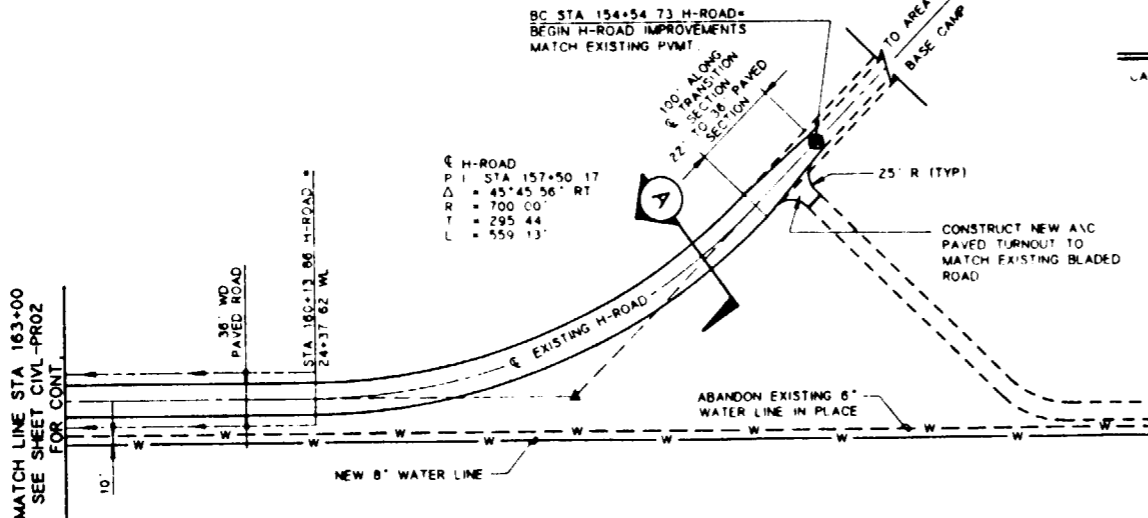 BC STA 154+54 73 H-ROAD=
BEGIN H-ROAD IMPROVEMENTS
MATCH EXISTING PVMT.
TO AREA
BASE CAMP
100' ALONG
℄ TRANSITION
SECTION
22' TO 36' PAVED
SECTION
℄ H-ROAD
P I STA 157+50 17
Δ = 45°45'56" RT
R = 700 00'
T = 295 44'
L = 559 13'
A
25' R (TYP)
CONSTRUCT NEW A\C
PAVED TURNOUT TO
MATCH EXISTING BLADED
ROAD
36' WD
PAVED ROAD
STA 160+13 86 H-ROAD =
24+37 62 WL
℄ EXISTING H-ROAD
MATCH LINE STA 163+00
SEE SHEET CIVL-PR02
FOR CONT
ABANDON EXISTING 6"
WATER LINE IN PLACE
W W W W W W W W W W W
W W W W W W W W W W W
10'
NEW 8" WATER LINE